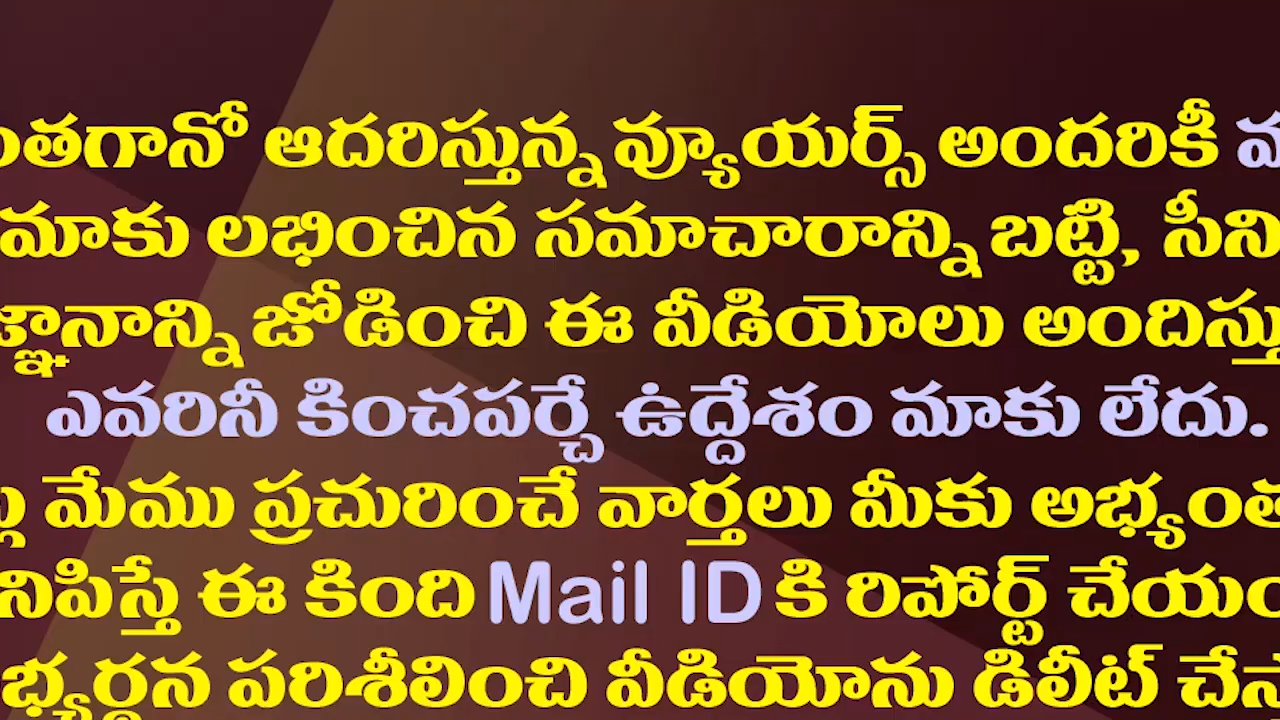 ంతగానో ఆదరిస్తున్న వ్యూయర్స్ అందరికీ
మాకు లభించిన సమాచారాన్ని బట్టి, సీని
జ్ఞానాన్ని జోడించి ఈ వీడియోలు అందిస్తు
ఎవరినీ కించపర్చే ఉద్దేశం మాకు లేదు.
మేము ప్రచురించే వార్తలు మీకు అభ్యంత
నిపిస్తే ఈ కింది Mail ID కి రిపోర్ట్ చేయం
భ్యర్థన పరిశీలించి వీడియోను డిలీట్ చేస